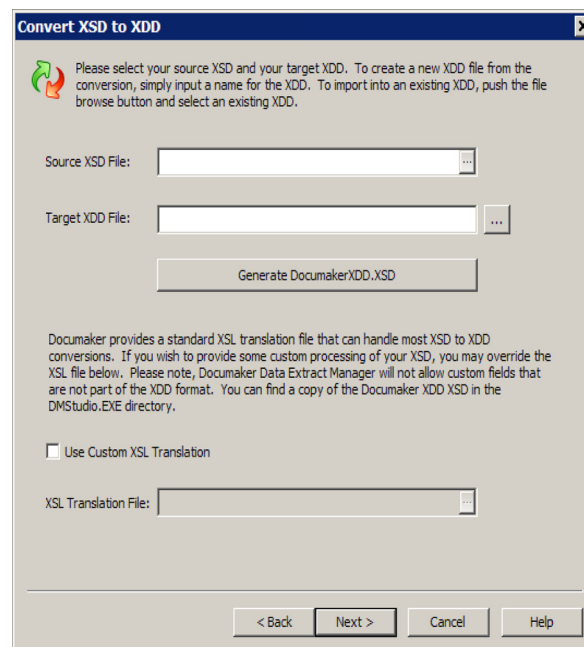 Convert XSD to XDD
Please select your source XSD and your target XDD. To create a new XDD file from the
conversion, simply input a name for the XDD. To import into an existing XDD, push the file
browse button and select an existing XDD.
Source XSD File:
...
Target XDD File:
...
Generate DocumakerXDD.XSD
Documaker provides a standard XSL translation file that can handle most XSD to XDD
conversions. If you wish to provide some custom processing of your XSD, you may override the
XSL file below. Please note, Documaker Data Extract Manager will not allow custom fields that
are not part of the XDD format. You can find a copy of the Documaker XDD XSD in the
DMStudio.EXE directory.
Use Custom XSL Translation
XSL Translation File:
...
< Back Next > Cancel Help